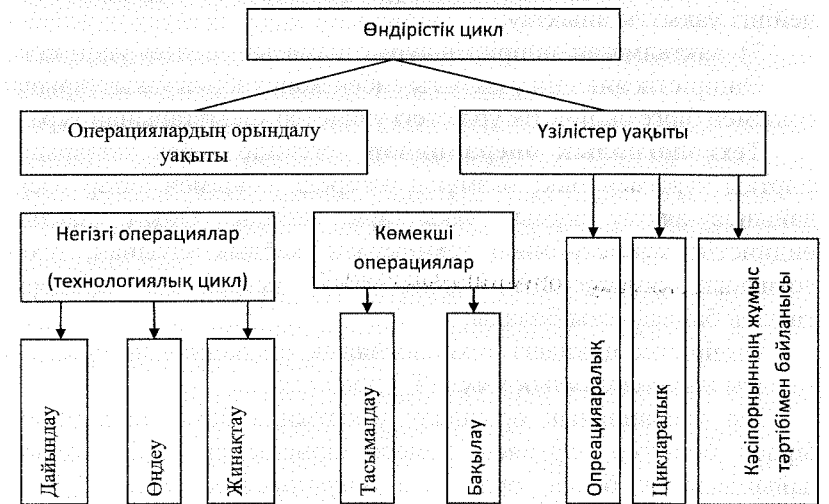 Өндірістік цикл
Операциялардың орындалу
уақыты
Үзілістер уақыты
Негізгі операциялар
(технологиялық цикл)
Көмекші
операциялар
Дайындау
Өңдеу
Жинақтау
Тасымалдау
Бақылау
Опреацияаралық
Цикларалық
Кәсіпорнынның жұмыс
тәртібімен байланысы